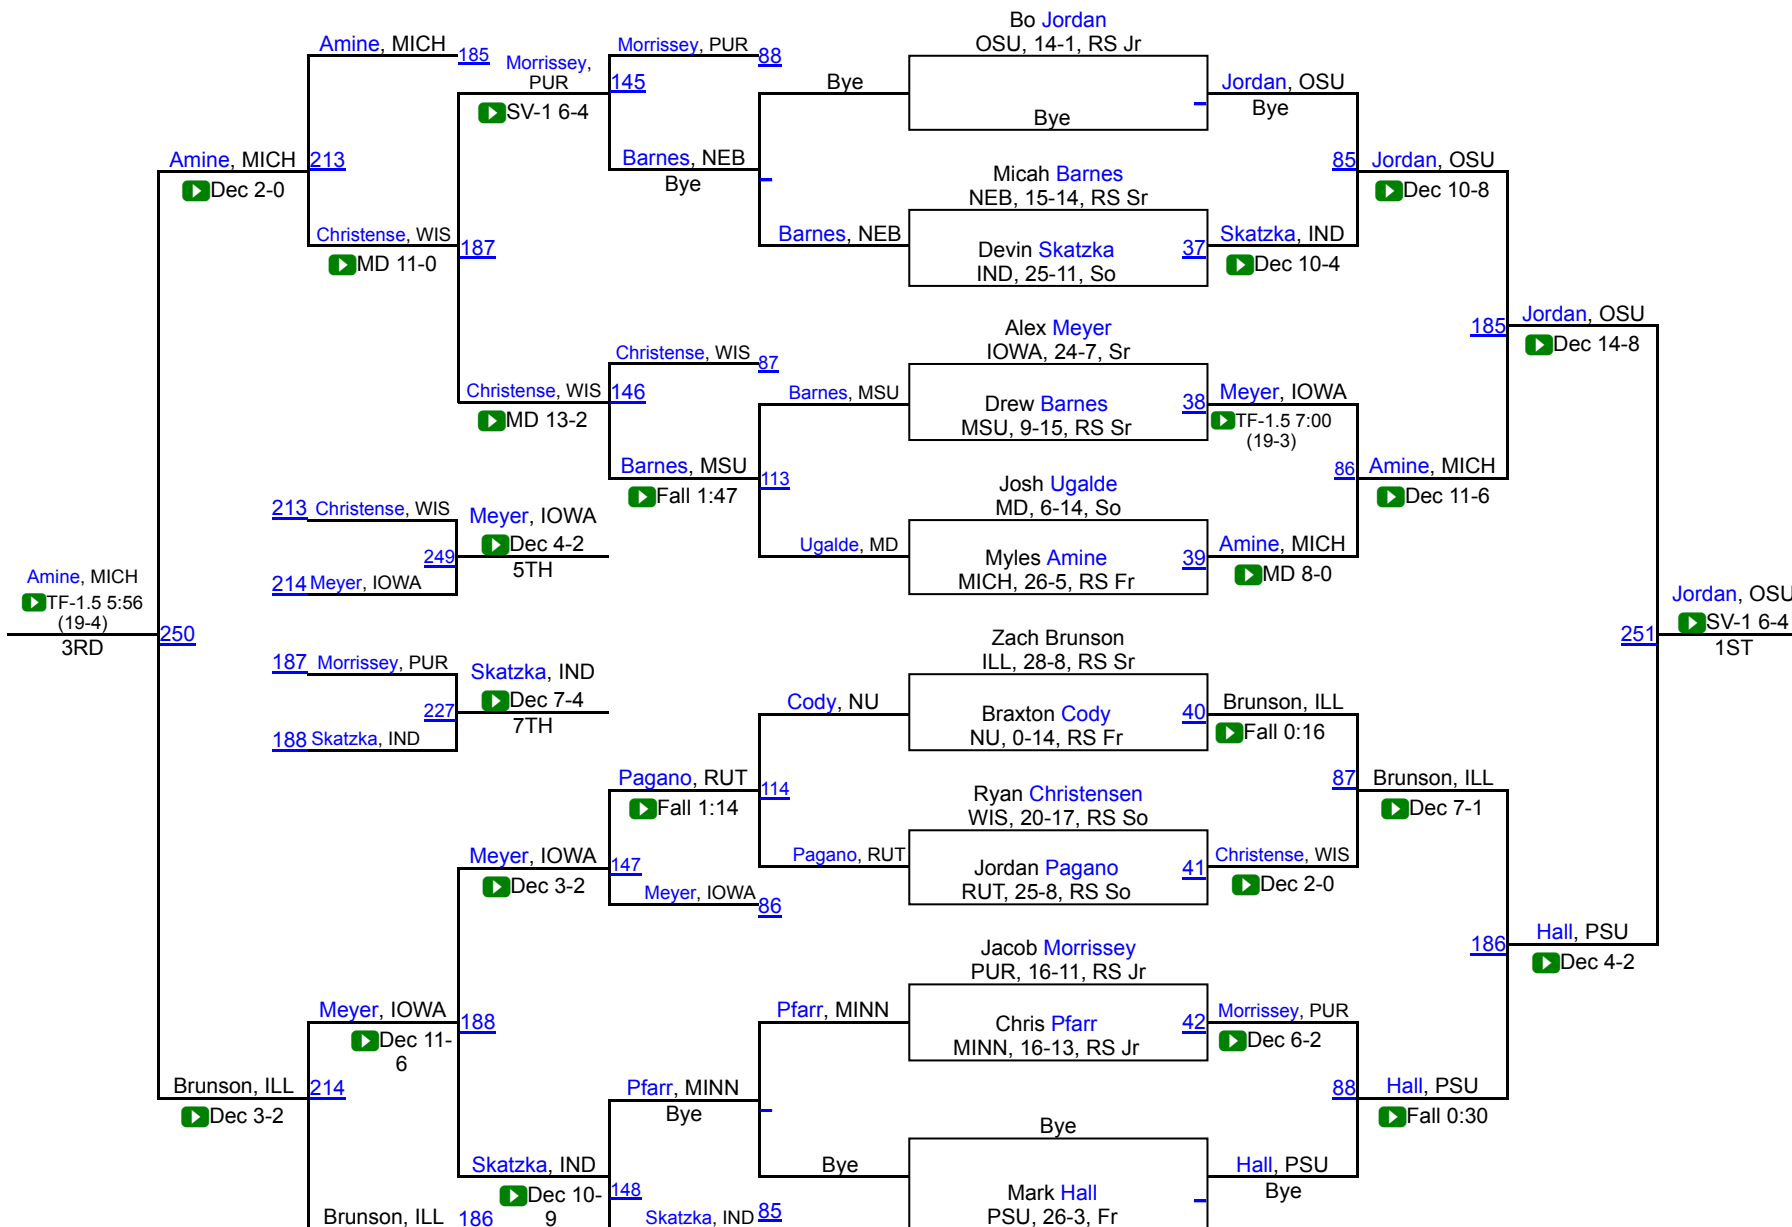 Bo Jordan
OSU, 14-1, RS Jr
Bye
Bye
Jordan, OSU
Bye
Micah Barnes
NEB, 15-14, RS Sr
Barnes, NEB
Devin Skatzka
IND, 25-11, So
37
Skatzka, IND
Dec 10-4
85
Jordan, OSU
Dec 10-8
Alex Meyer
IOWA, 24-7, Sr
Barnes, MSU
Drew Barnes
MSU, 9-15, RS Sr
38
Meyer, IOWA
TF-1.5 7:00
(19-3)
Josh Ugalde
MD, 6-14, So
Ugalde, MD
Myles Amine
MICH, 26-5, RS Fr
39
Amine, MICH
MD 8-0
86
Amine, MICH
Dec 11-6
185
Jordan, OSU
Dec 14-8
Zach Brunson
ILL, 28-8, RS Sr
Cody, NU
Braxton Cody
NU, 0-14, RS Fr
40
Brunson, ILL
Fall 0:16
Ryan Christensen
WIS, 20-17, RS So
Pagano, RUT
Jordan Pagano
RUT, 25-8, RS So
41
Christense, WIS
Dec 2-0
87
Brunson, ILL
Dec 7-1
Jacob Morrissey
PUR, 16-11, RS Jr
Pfarr, MINN
Chris Pfarr
MINN, 16-13, RS Jr
42
Morrissey, PUR
Dec 6-2
Bye
Bye
Mark Hall
PSU, 26-3, Fr
Hall, PSU
Bye
88
Hall, PSU
Fall 0:30
186
Hall, PSU
Dec 4-2
251
Jordan, OSU
SV-1 6-4
1ST
Amine, MICH
185
Morrissey,
PUR
SV-1 6-4
Morrissey, PUR
88
145
Barnes, NEB
Bye
Amine, MICH
Dec 2-0
213
Christense, WIS
MD 11-0
187
Christense, WIS
87
Christense, WIS
MD 13-2
146
Barnes, MSU
Fall 1:47
113
213 Christense, WIS
Meyer, IOWA
Dec 4-2
5TH
249
214 Meyer, IOWA
Amine, MICH
TF-1.5 5:56
(19-4)
3RD
250
187 Morrissey, PUR
Skatzka, IND
Dec 7-4
7TH
227
188 Skatzka, IND
Pagano, RUT
Fall 1:14
114
Meyer, IOWA
Dec 3-2
147
Meyer, IOWA
86
Meyer, IOWA
Dec 11-
6
188
Brunson, ILL
Dec 3-2
214
Pfarr, MINN
Bye
Skatzka, IND
Dec 10-
9
148
Skatzka, IND
85
Brunson, ILL
186